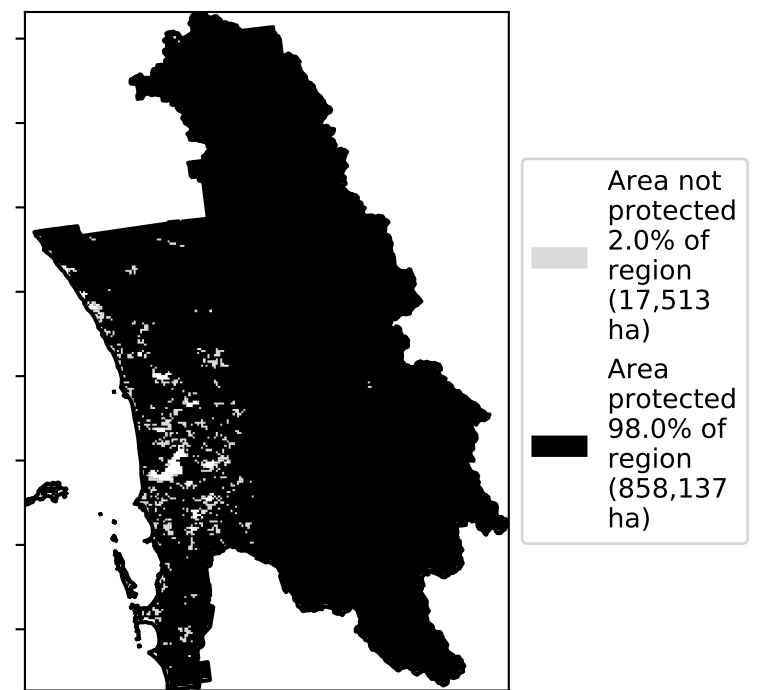 Area not
protected
2.0% of
region
(17,513
ha)
Area
protected
98.0% of
region
(858,137
ha)